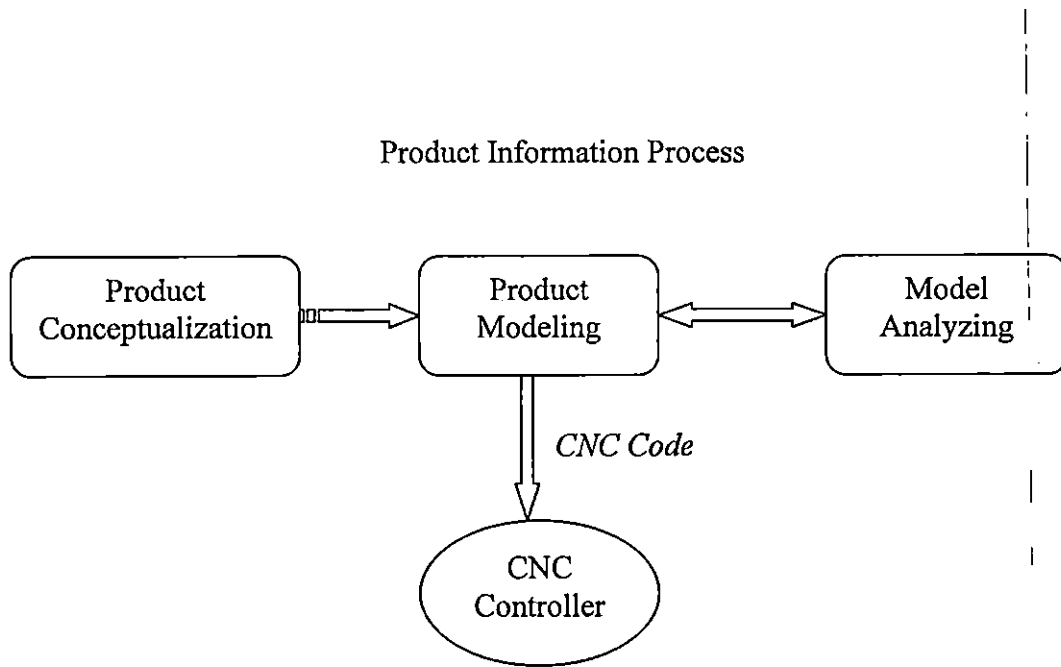 Product Information Process
Product
Conceptualization
Product
Modeling
Model
Analyzing
CNC Code
CNC
Controller